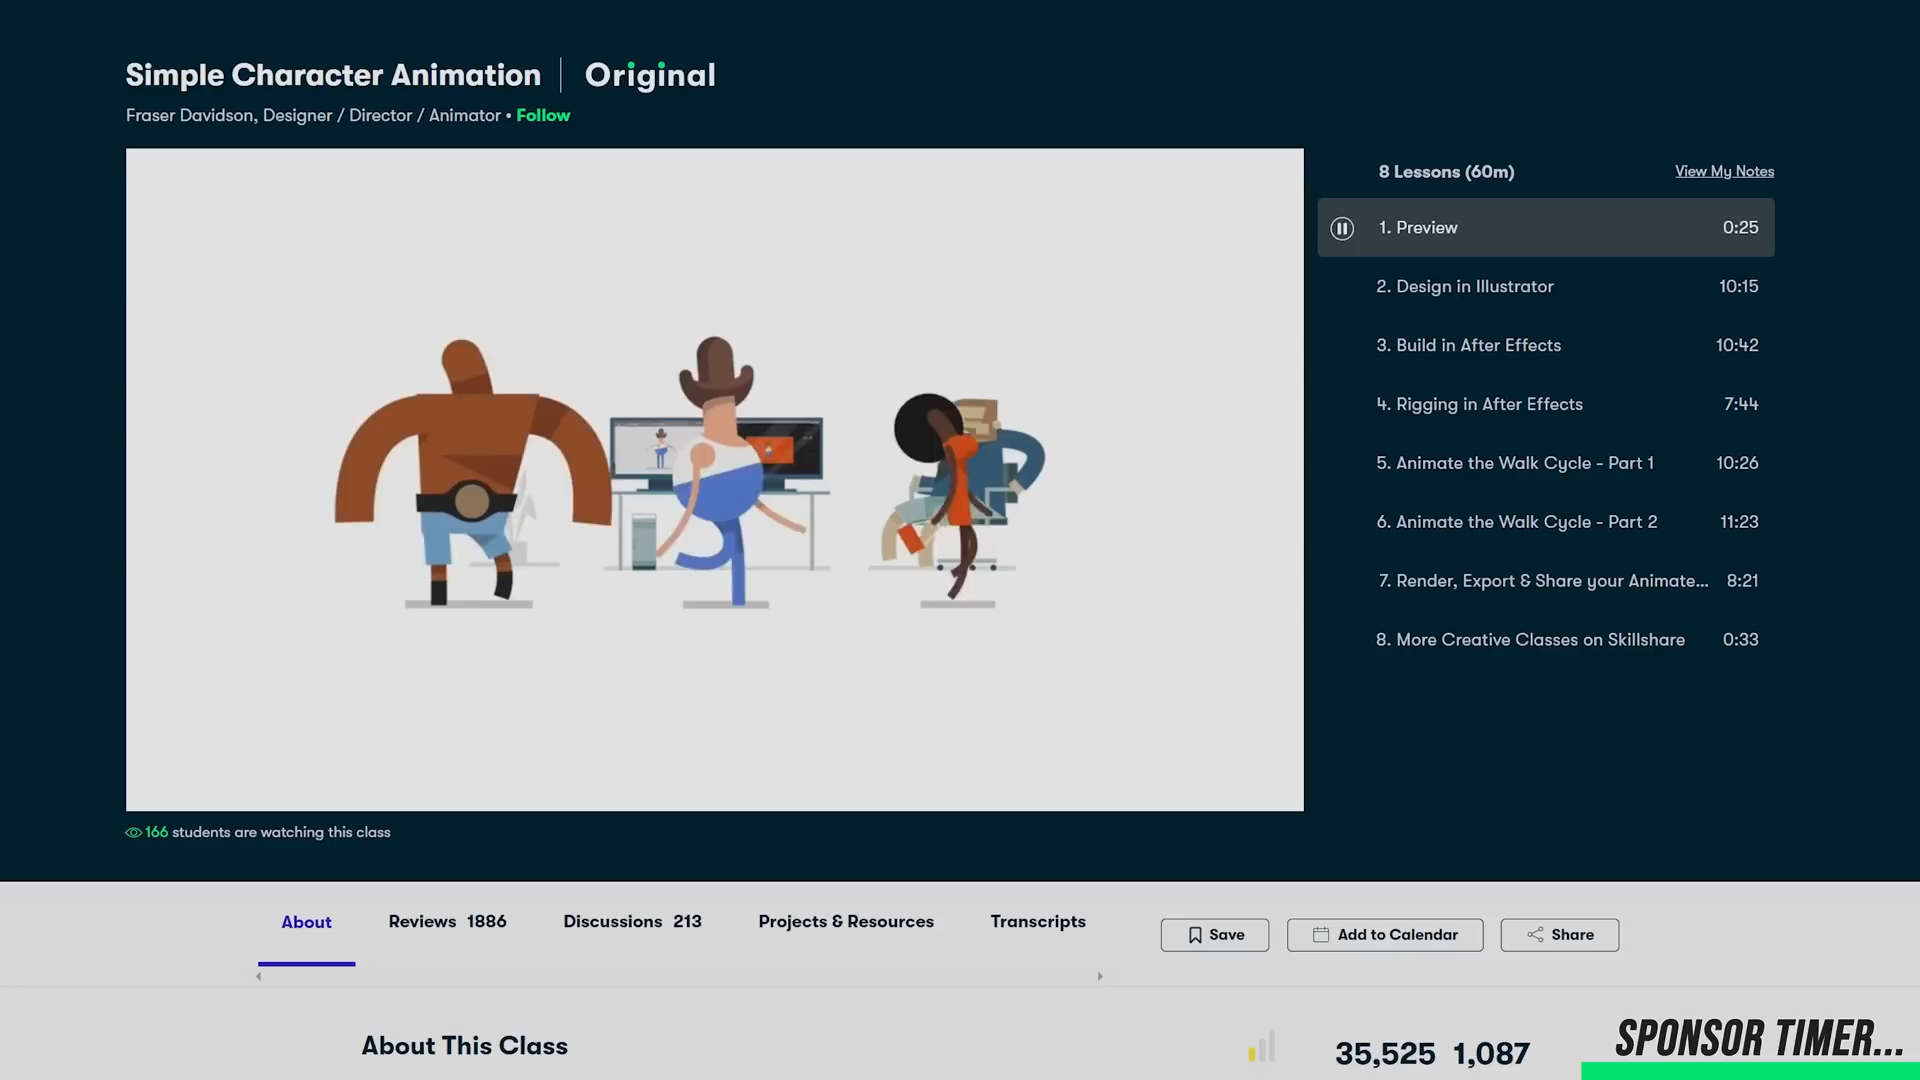 Simple Character Animation | Original
Fraser Davidson, Designer / Director / Animator • Follow
8 Lessons (60m)
View My Notes
1. Preview 0:25
2. Design in Illustrator 10:15
3. Build in After Effects 10:42
4. Rigging in After Effects 7:44
5. Animate the Walk Cycle - Part 1 10:26
6. Animate the Walk Cycle - Part 2 11:23
7. Render, Export & Share your Animate... 8:21
8. More Creative Classes on Skillshare 0:33
166 students are watching this class
About Reviews 1886 Discussions 213 Projects & Resources Transcripts
Save Add to Calendar Share
About This Class
35,525 1,087
SPONSOR TIMER...